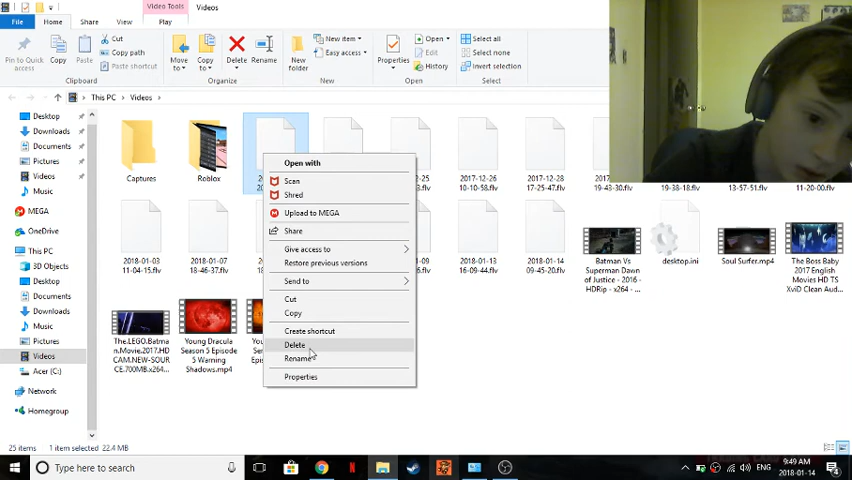 Video Tools
Videos
File
Home
Share
View
Play
Pin to Quick
access
Copy
Paste
Cut
Copy path
Paste shortcut
Clipboard
Move
to
Copy
to
Delete
Rename
Organize
New
folder
New item
Easy access
New
Properties
Open
Edit
History
Open
Select all
Select none
Invert selection
Select
This PC
Videos
Desktop
Downloads
Documents
Pictures
Videos
Music
MEGA
OneDrive
This PC
3D Objects
Desktop
Documents
Downloads
Music
Pictures
Videos
Acer (C:)
Network
Homegroup
Captures
Roblox
2017-12-26
10-10-58.flv
2017-12-28
17-25-47.flv
19-43-30.flv
19-38-18.flv
13-57-51.flv
11-20-00.flv
2018-01-03
11-04-15.flv
2018-01-07
18-46-37.flv
2018-01-13
16-09-44.flv
2018-01-14
09-45-20.flv
Batman Vs
Superman Dawn
of Justice - 2016 -
HDRip - x264 -
desktop.ini
Soul Surfer.mp4
The Boss Baby
2017 English
Movies HD TS
XviD Clean Aud...
The.LEGO.Batm
an.Movie.2017.HD
CAM.NEW-SOUR
CE.700MB.x264...
Young Dracula
Season 5 Episode
5 Warning
Shadows.mp4
Open with
Scan
Shred
Upload to MEGA
Share
Give access to
Restore previous versions
Send to
Cut
Copy
Create shortcut
Delete
Rename
Properties
25 items
1 item selected 22.4 MB
Type here to search
ENG
9:49 AM
2018-01-14